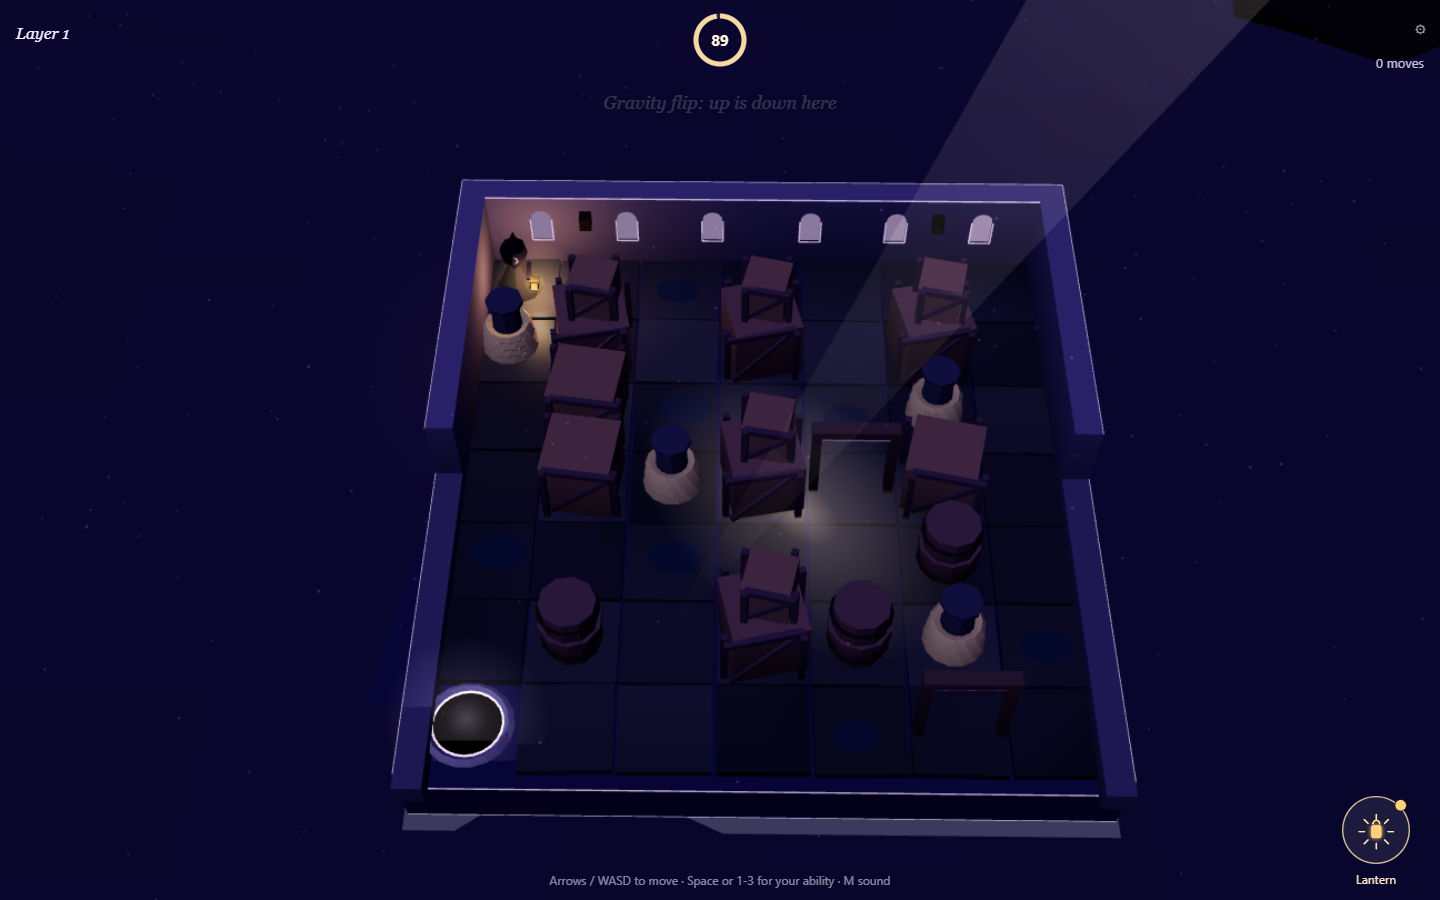 Layer 1
89
0 moves
Gravity flip: up is down here
Arrows / WASD to move · Space or 1-3 for your ability · M sound
Lantern